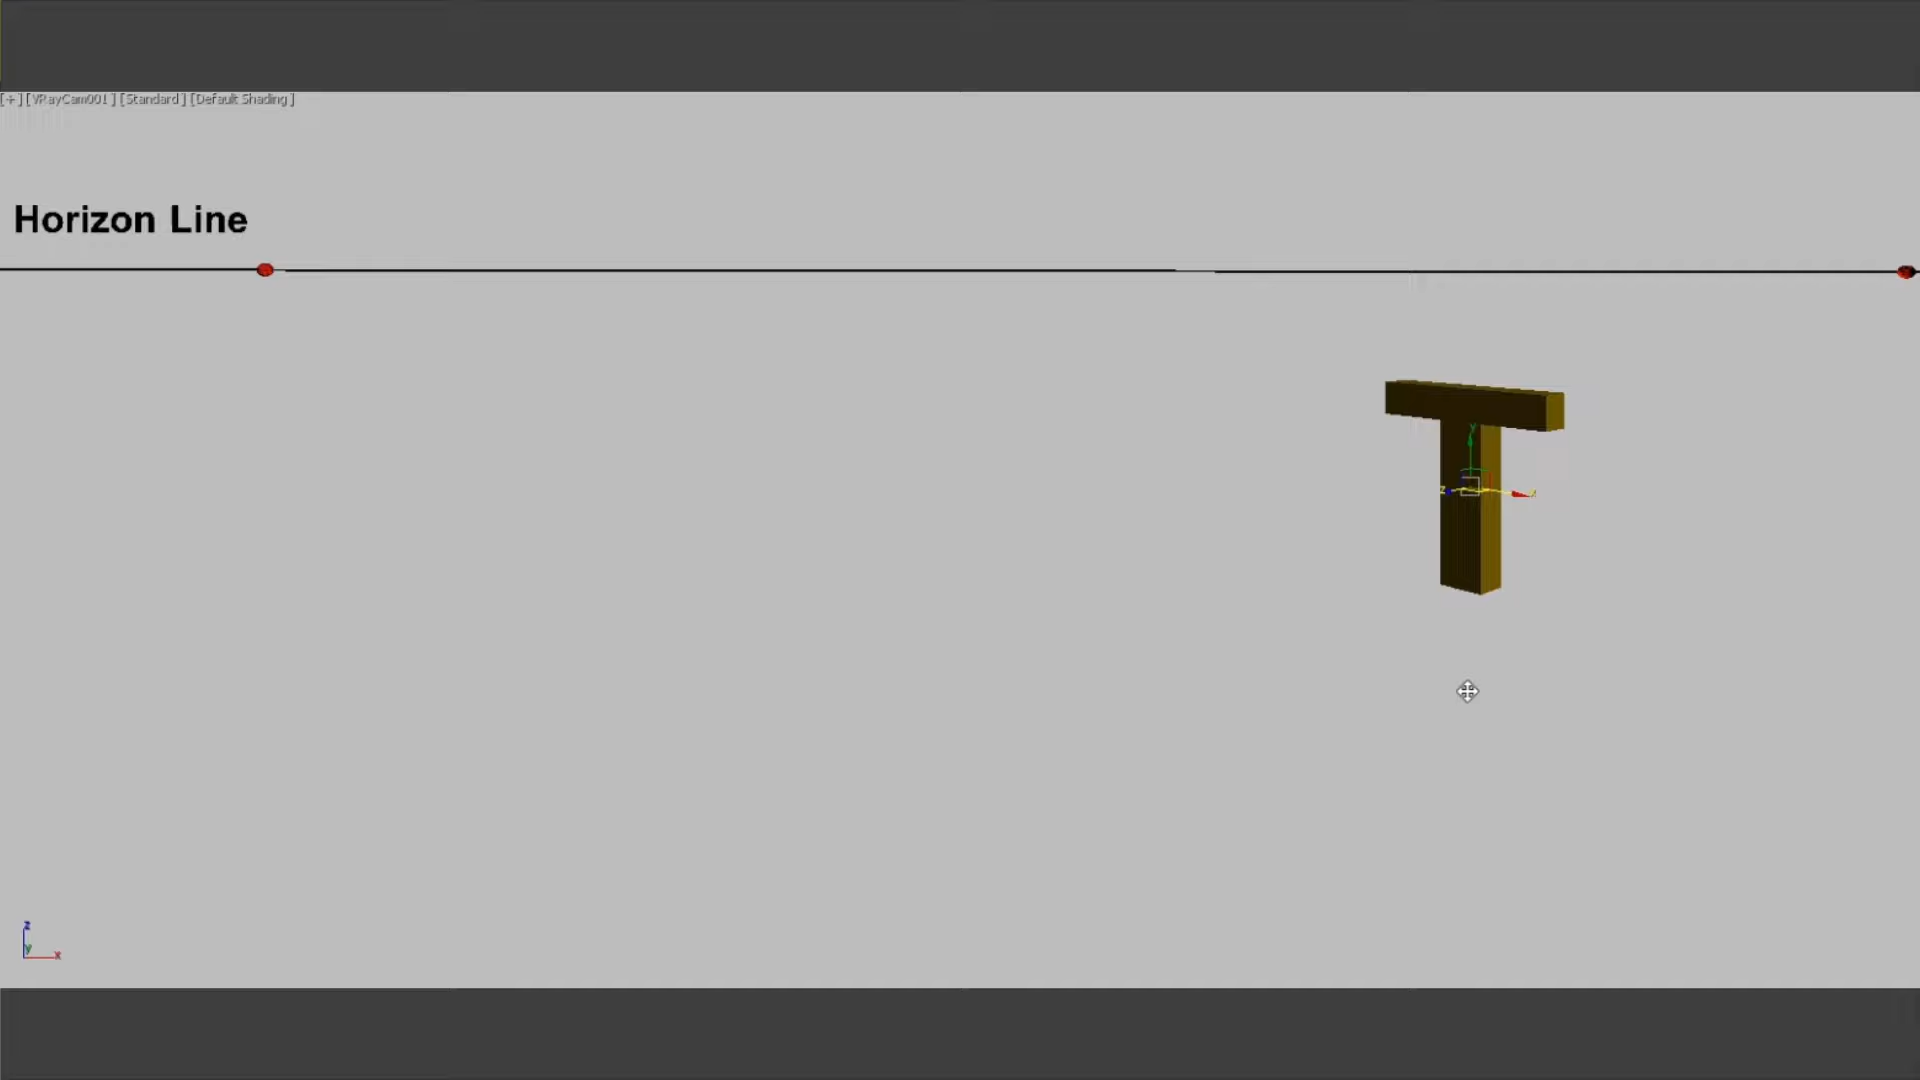 [+] [VRayCam001] [Standard] [Default Shading]
Horizon Line
T
y
z
z
y
x